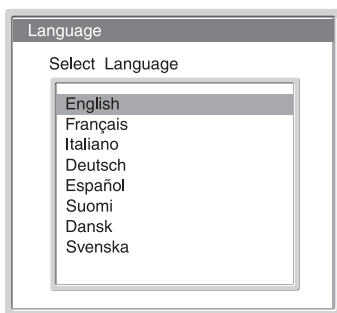 Language
Select Language
English
Français
Italiano
Deutsch
Español
Suomi
Dansk
Svenska